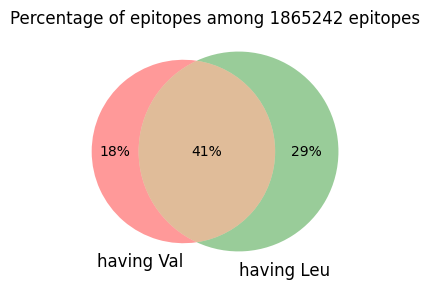 Percentage of epitopes among 1865242 epitopes
18%
41%
29%
having Val
having Leu